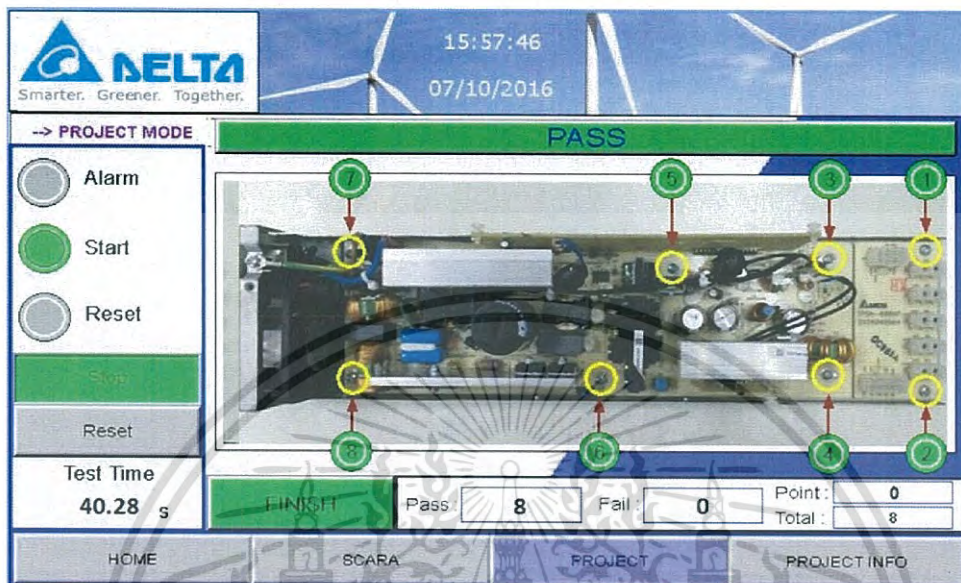 DELTA
Smarter. Greener. Together.
15:57:46
07/10/2016
--> PROJECT MODE
PASS
Alarm
Start
Reset
Stop
Reset
Test Time
40.28 s
7
5
3
1
8
6
4
2
FINISH
Pass : 8
Fail : 0
Point : 0
Total : 8
HOME
SCARA
PROJECT
PROJECT INFO